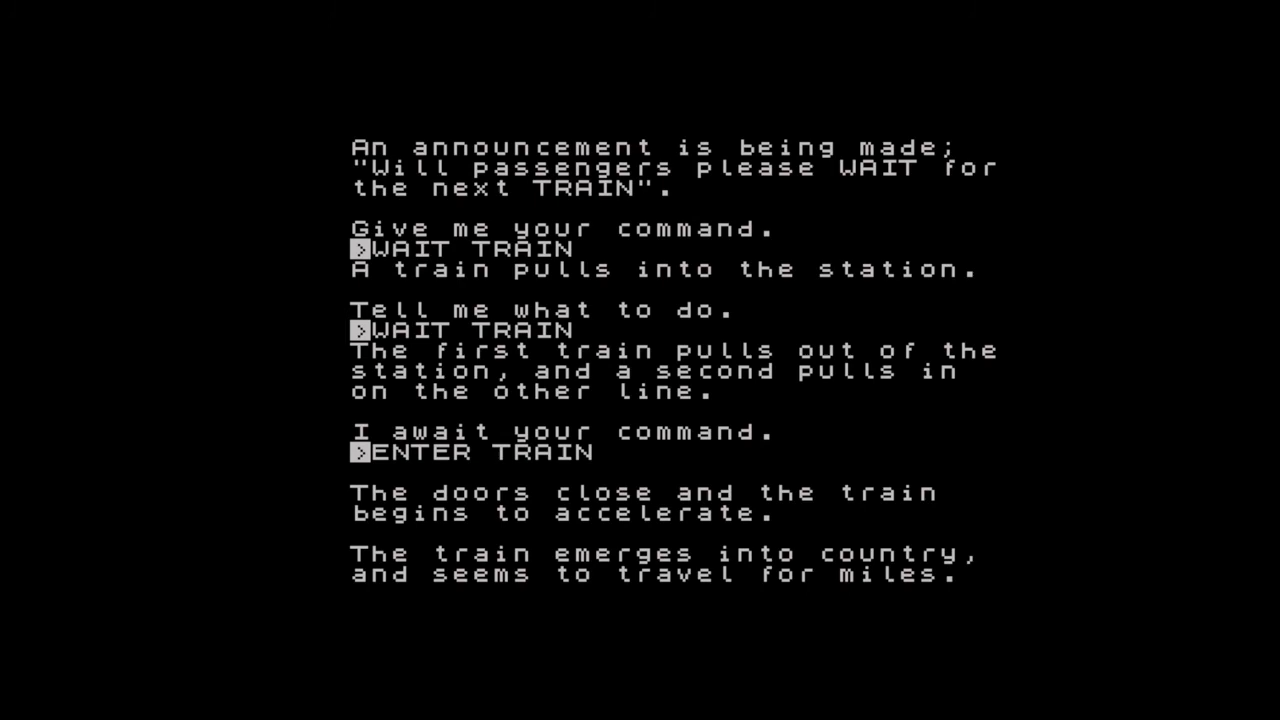 An announcement is being made;
"Will passengers please WAIT for
the next TRAIN".
Give me your command.
>WAIT TRAIN
A train pulls into the station.
Tell me what to do.
>WAIT TRAIN
The first train pulls out of the
station, and a second pulls in
on the other line.
I await your command.
>ENTER TRAIN
The doors close and the train
begins to accelerate.
The train emerges into country,
and seems to travel for miles.